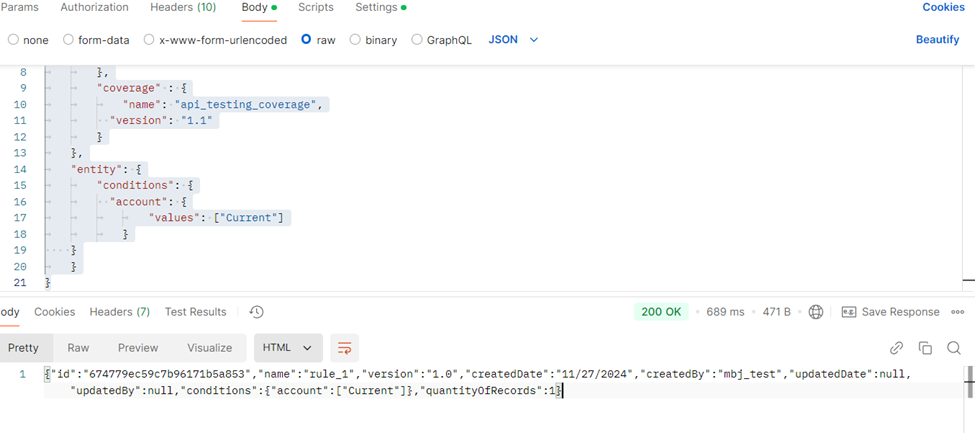 Params Authorization Headers (10) Body Scripts Settings Cookies
none form-data x-www-form-urlencoded raw binary GraphQL JSON Beautify
8 },
9 "coverage" : {
10 "name": "api_testing_coverage",
11 "version": "1.1"
12 }
13 },
14 "entity": {
15 "conditions": {
16 "account": {
17 "values": ["Current"]
18 }
19 }
20 }
21 }
ody Cookies Headers (7) Test Results 200 OK 689 ms 471 B Save Response
Pretty Raw Preview Visualize HTML
1 {"id":"674779ec59c7b96171b5a853","name":"rule_1","version":"1.0","createdDate":"11/27/2024","createdBy":"mbj_test","updatedDate":null,
"updatedBy":null,"conditions":{"account":["Current"]},"quantityOfRecords":1}